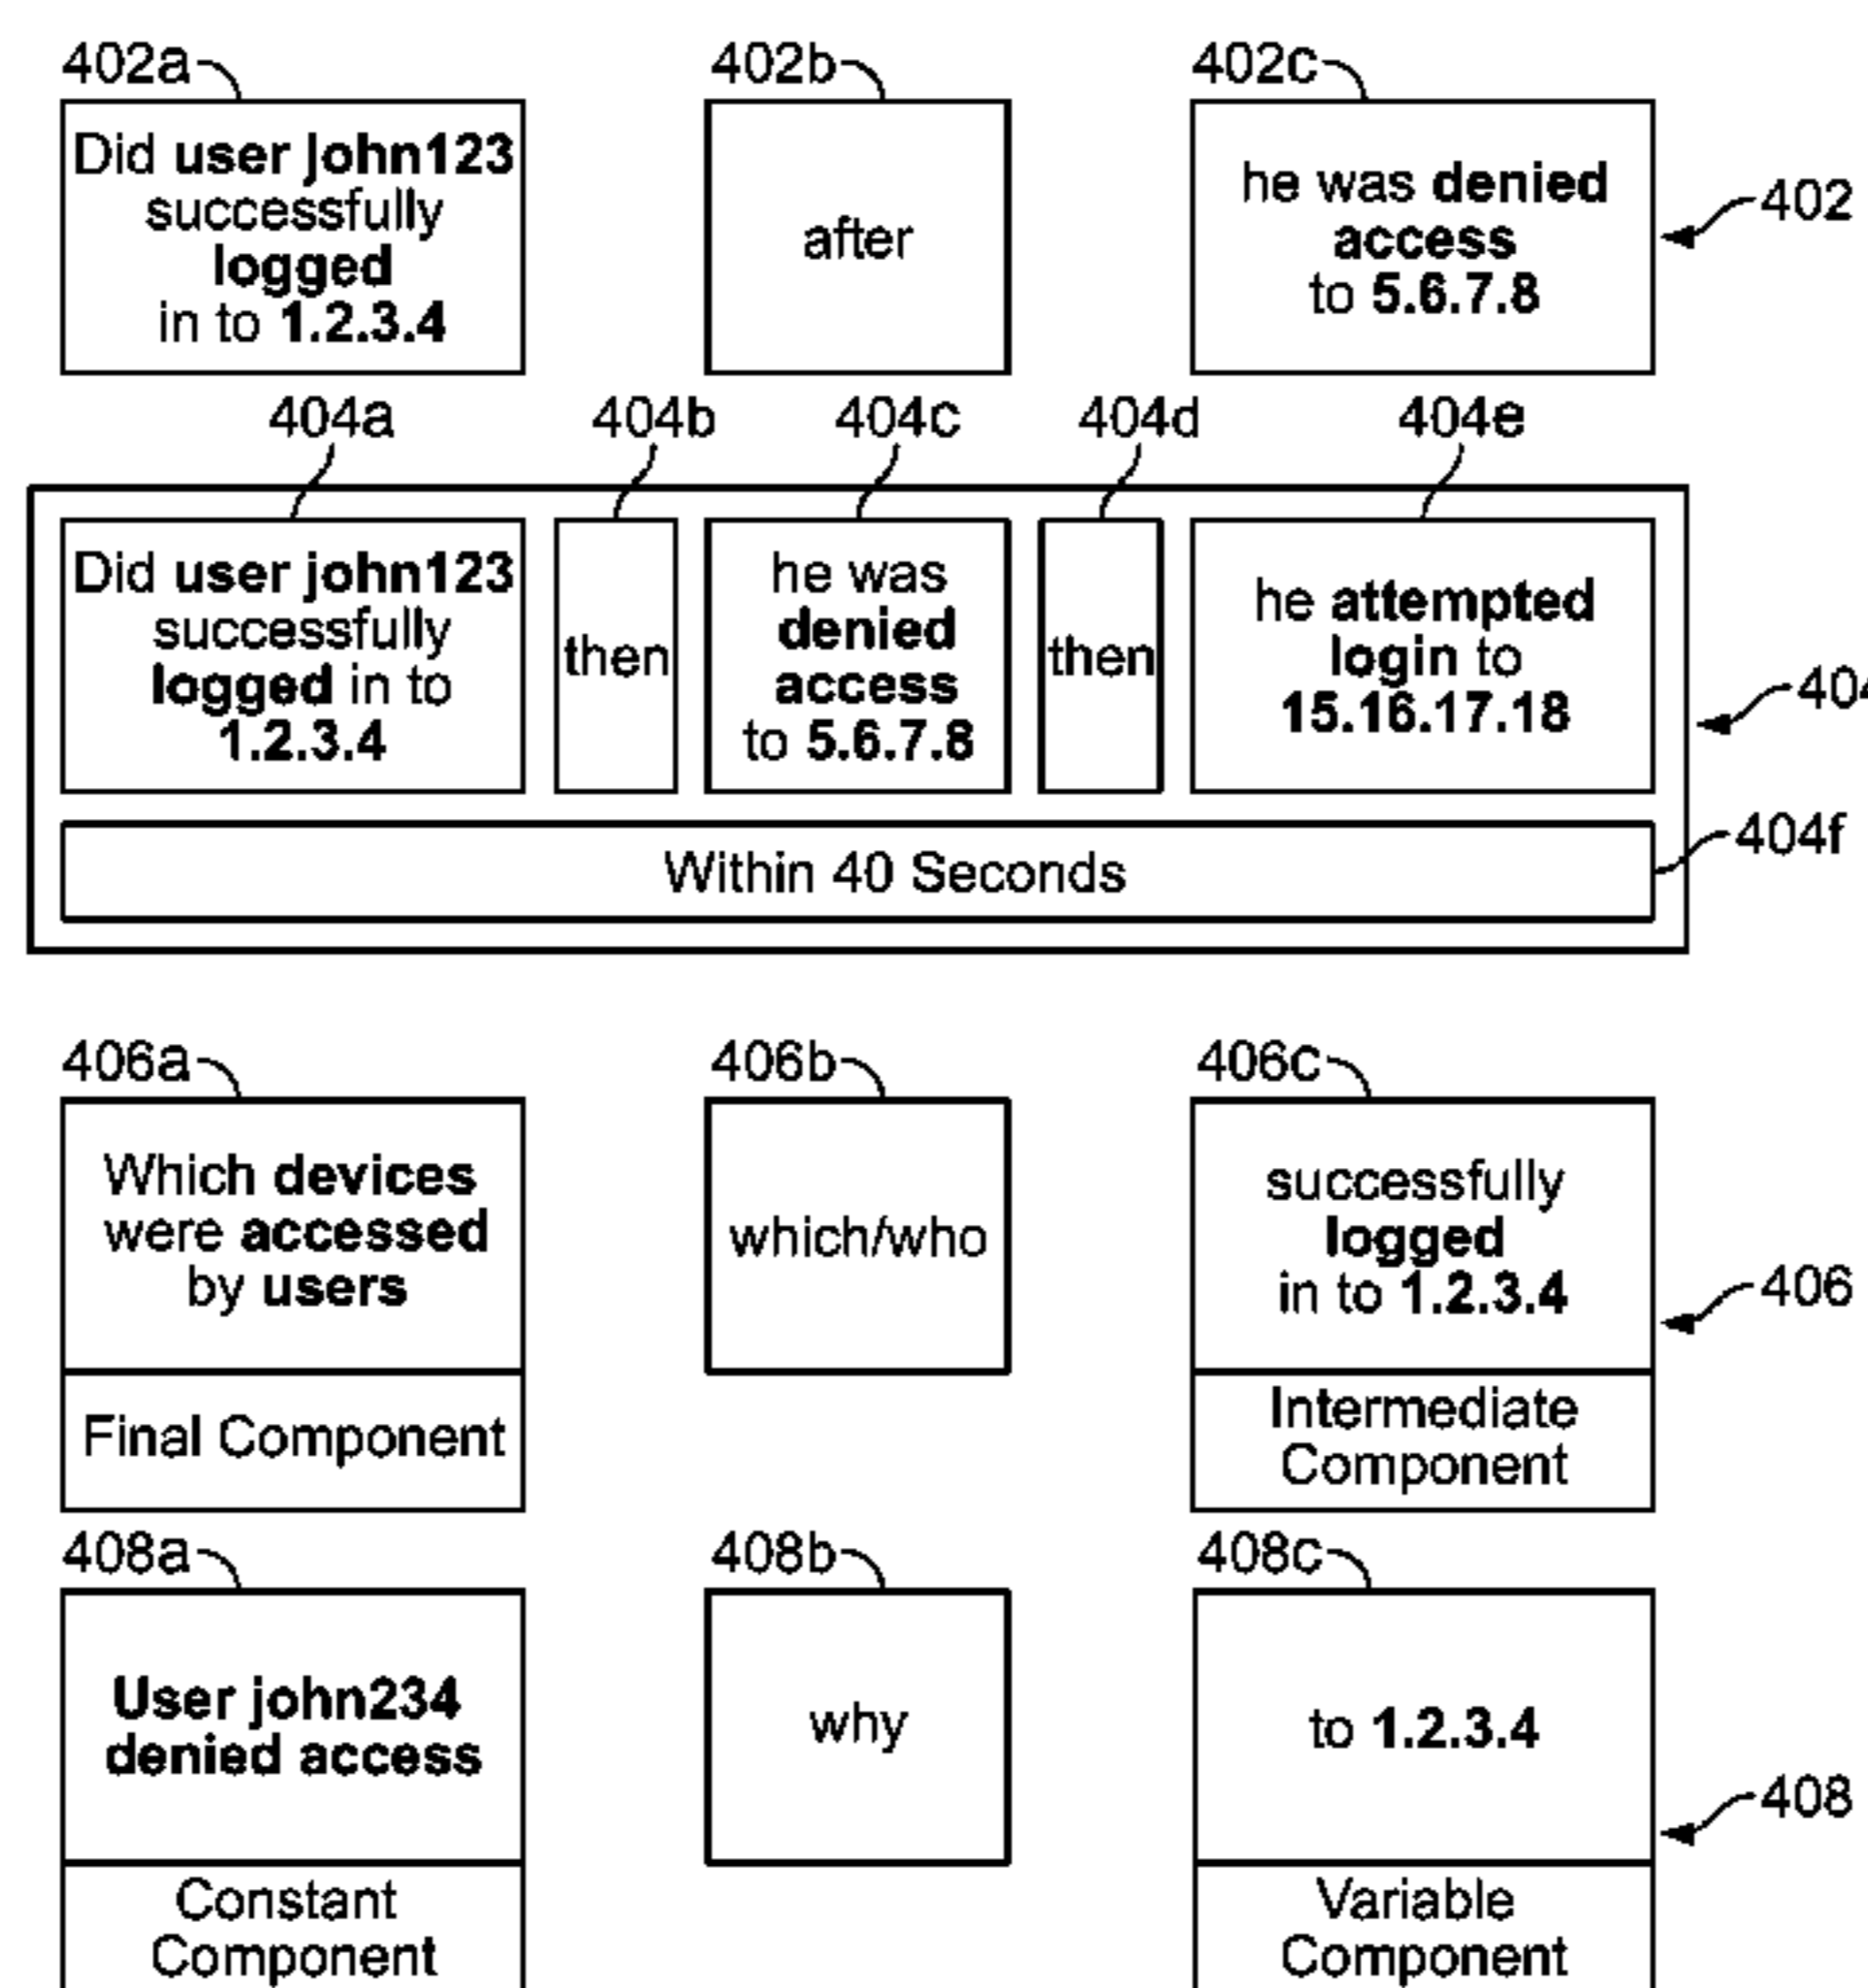 402a
402b
402c
Did user john123
successfully
logged
in to 1.2.3.4
after
he was denied
access
to 5.6.7.8
402
404a
404b
404c
404d
404e
Did user john123
successfully
logged in to
1.2.3.4
then
he was
denied
access
to 5.6.7.8
then
he attempted
login to
15.16.17.18
404
Within 40 Seconds
404f
406a
406b
406c
Which devices
were accessed
by users
which/who
successfully
logged
in to 1.2.3.4
406
Final Component
Intermediate
Component
408a
408b
408c
User john234
denied access
why
to 1.2.3.4
408
Constant
Component
Variable
Component